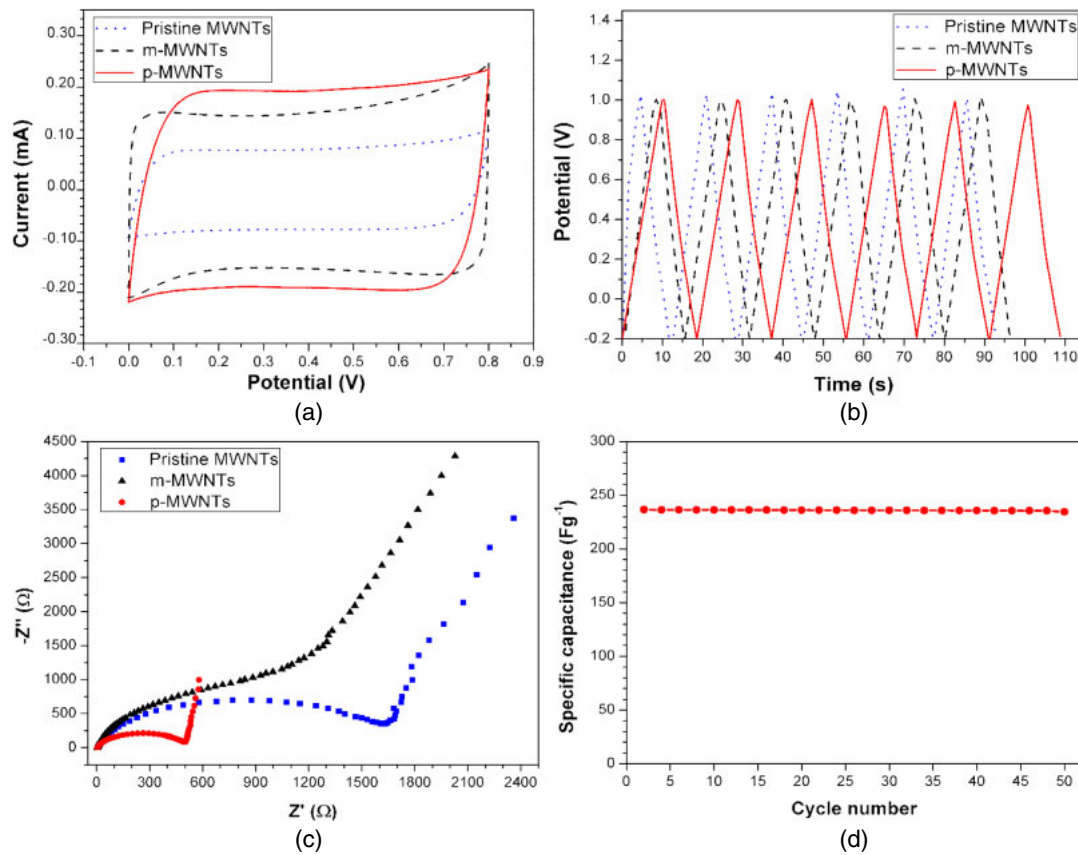 Pristine MWNTs
m-MWNTs
p-MWNTs
0.30
0.20
0.10
0.00
-0.10
-0.20
-0.30
Current (mA)
-0.1 0.0 0.1 0.2 0.3 0.4 0.5 0.6 0.7 0.8 0.9
Potential (V)
(a)
Pristine MWNTs
m-MWNTs
p-MWNTs
1.4
1.2
1.0
0.8
0.6
0.4
0.2
0.0
-0.2
Potential (V)
0 10 20 30 40 50 60 70 80 90 100 110
Time (s)
(b)
Pristine MWNTs
m-MWNTs
p-MWNTs
4500
4000
3500
3000
2500
2000
1500
1000
500
0
-Z'' (Ω)
0 300 600 900 1200 1500 1800 2100 2400
Z' (Ω)
(c)
300
250
200
150
100
50
0
Specific capacitance (Fg⁻¹)
0 5 10 15 20 25 30 35 40 45 50
Cycle number
(d)